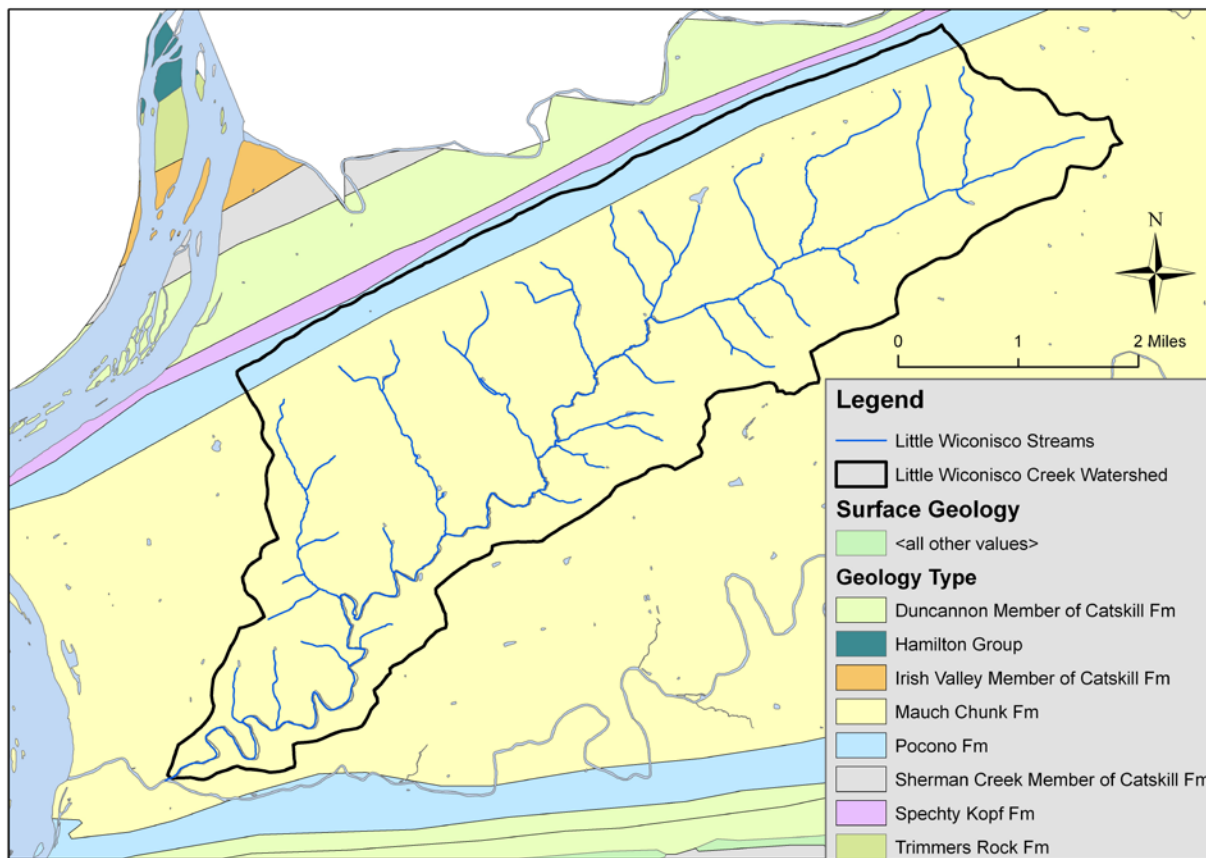 N
0 1 2 Miles
Legend
Little Wiconisco Streams
Little Wiconisco Creek Watershed
Surface Geology
<all other values>
Geology Type
Duncannon Member of Catskill Fm
Hamilton Group
Irish Valley Member of Catskill Fm
Mauch Chunk Fm
Pocono Fm
Sherman Creek Member of Catskill Fm
Spechty Kopf Fm
Trimmers Rock Fm